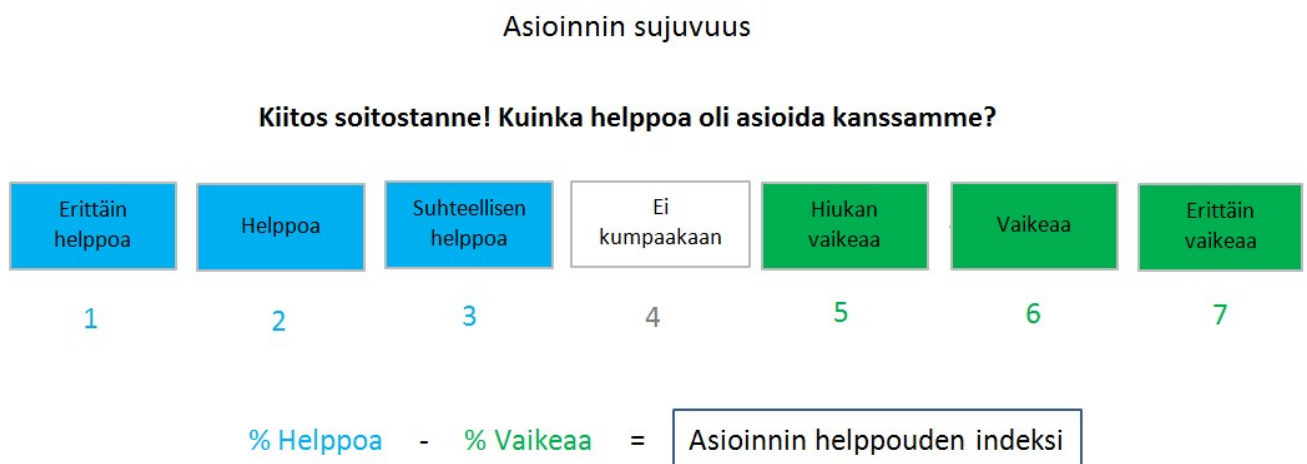 Asioinnin sujuvuus
Kiitos soitostanne! Kuinka helppoa oli asioida kanssamme?
Erittäin helppoa
Helppoa
Suhteellisen helppoa
Ei kumpaakaan
Hiukan vaikeaa
Vaikeaa
Erittäin vaikeaa
1 2 3 4 5 6 7
% Helppoa - % Vaikeaa = Asioinnin helppouden indeksi